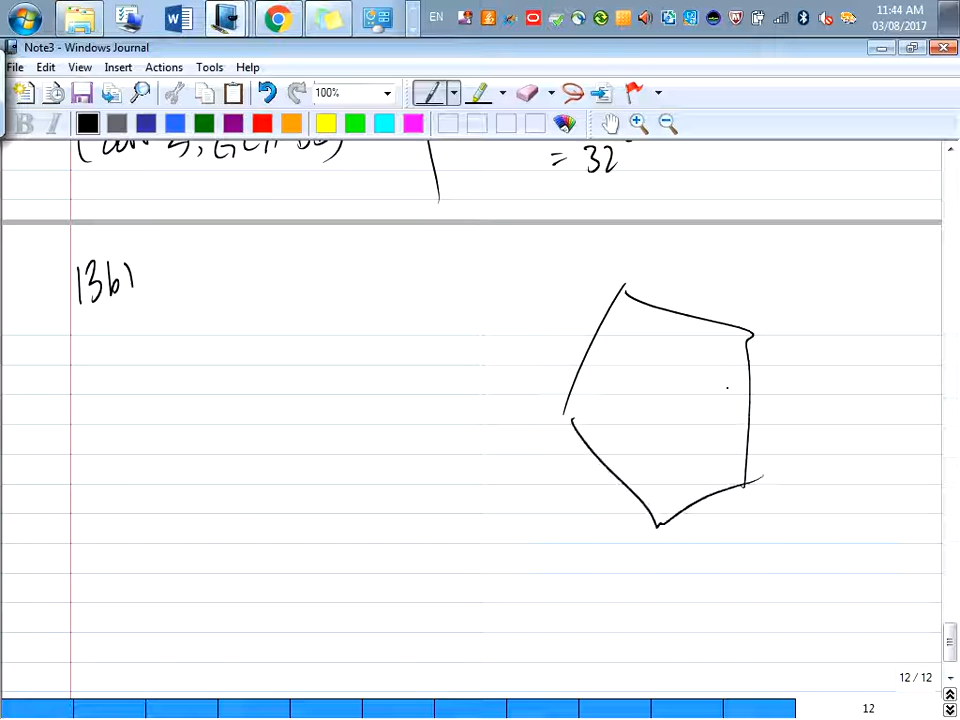 EN
11:44 AM
03/08/2017
Note3 - Windows Journal
File Edit View Insert Actions Tools Help
100%
B I
= 32°
13b)
12 / 12
12